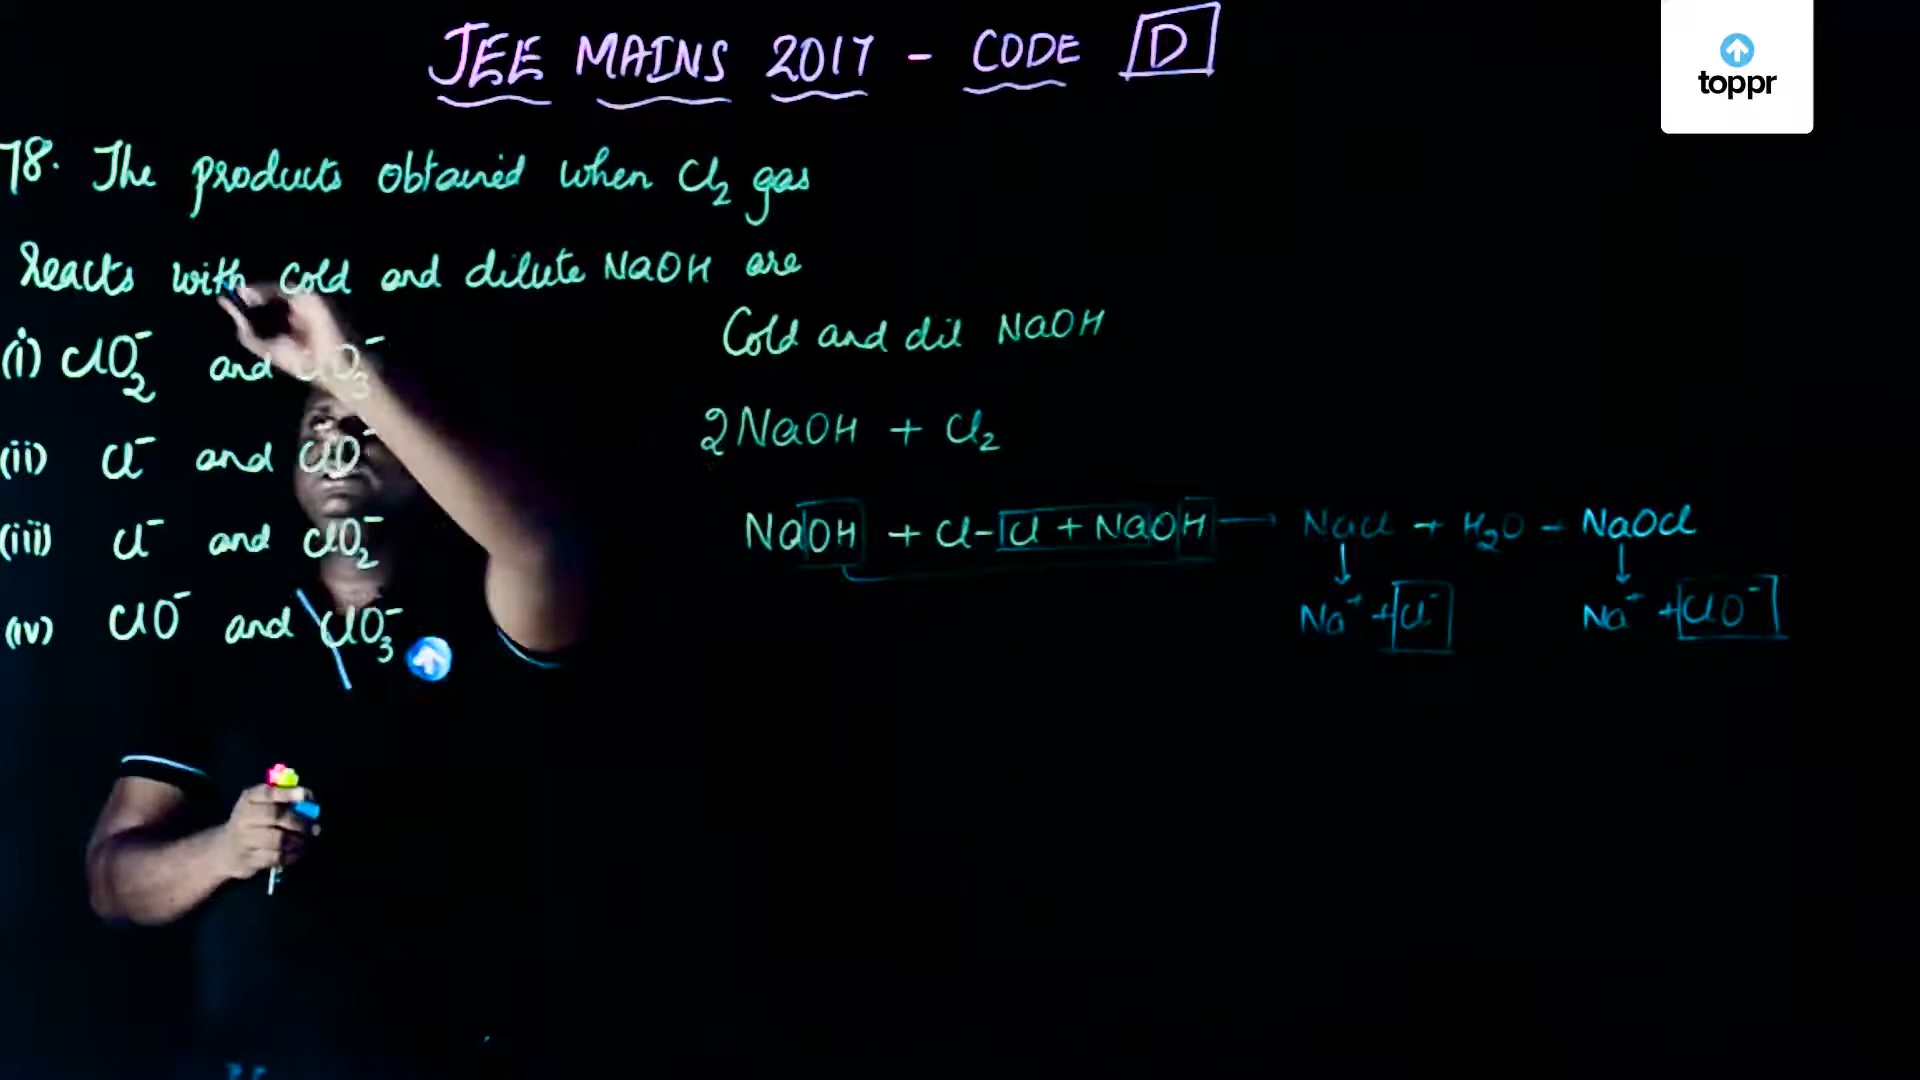 JEE MAINS 2017 - CODE D
toppr
78. The products obtained when Cl₂ gas
Reacts with cold and dilute NaOH are
(i) ClO₂⁻ and ClO₃⁻
(ii) Cl⁻ and ClO⁻
(iii) Cl⁻ and ClO₂⁻
(iv) ClO⁻ and ClO₃⁻
Cold and dil NaOH
2NaOH + Cl₂
NaOH + Cl-Cl + NaOH → NaCl + H₂O + NaOCl
Na⁺ + Cl⁻ Na⁺ + ClO⁻